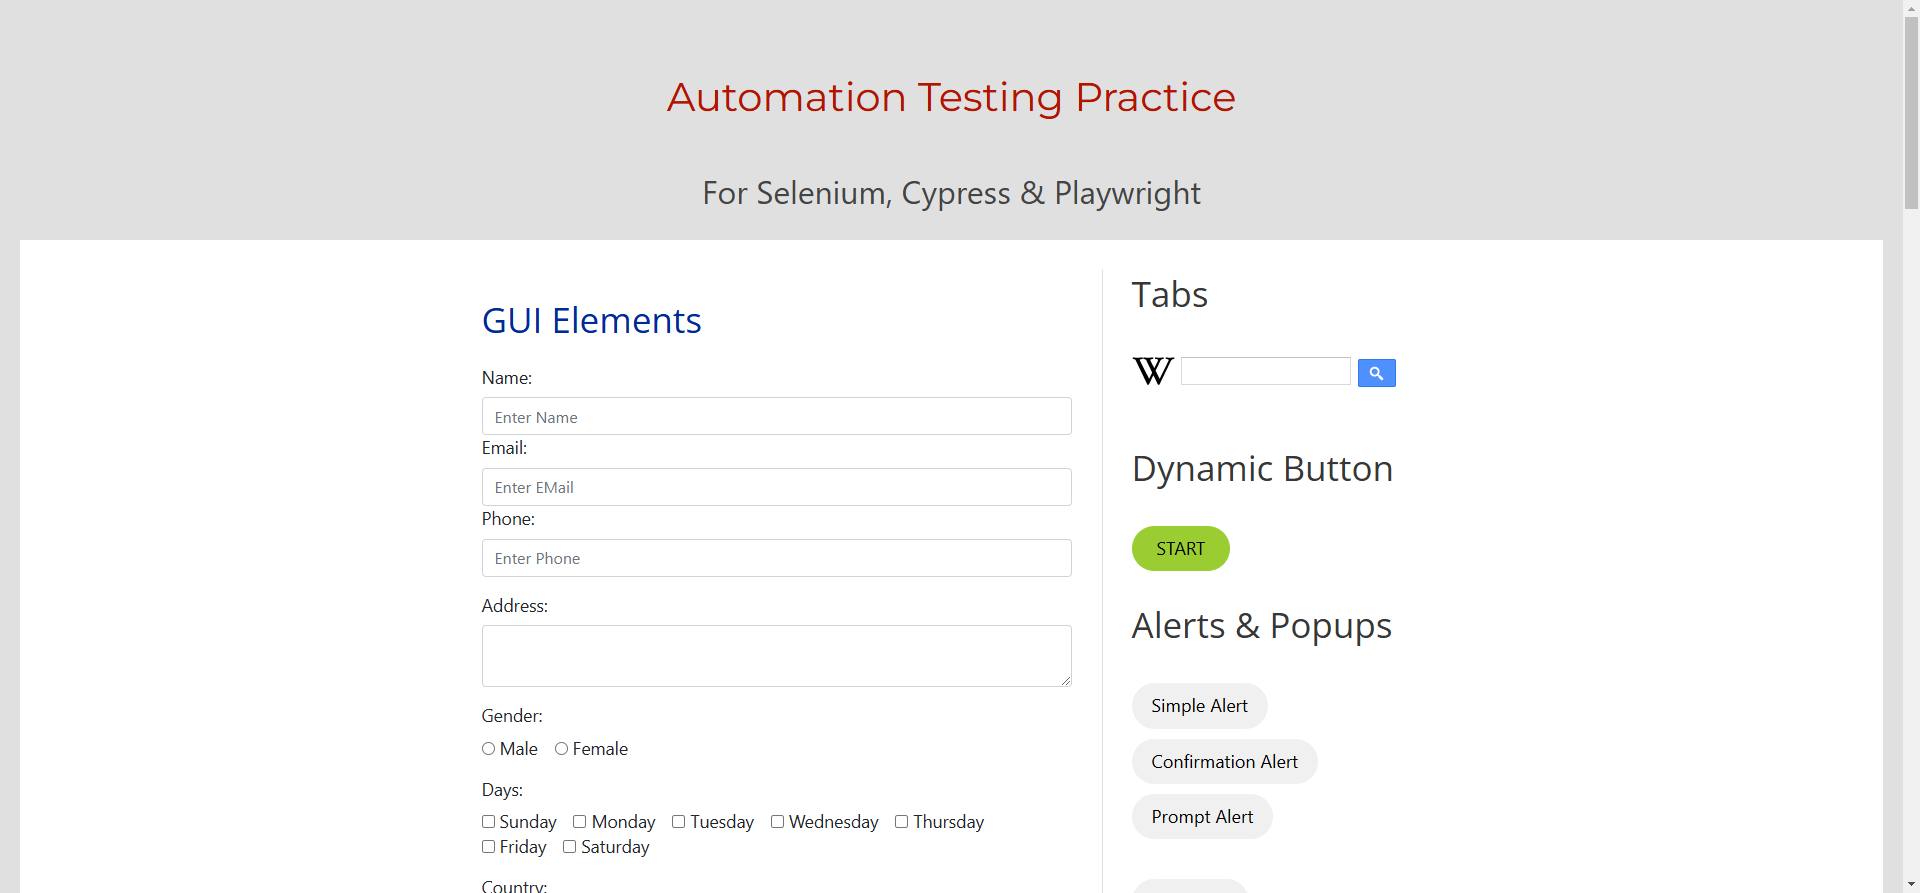 Automation Testing Practice
For Selenium, Cypress & Playwright
GUI Elements
Name:
Enter Name
Email:
Enter EMail
Phone:
Enter Phone
Address:
Gender:
Male Female
Days:
Sunday Monday Tuesday Wednesday Thursday
Friday Saturday
Country:
Tabs
W
Dynamic Button
START
Alerts & Popups
Simple Alert
Confirmation Alert
Prompt Alert